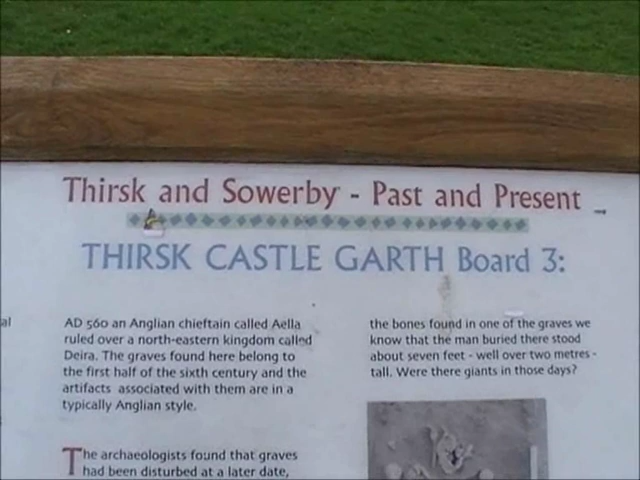 Thirsk and Sowerby - Past and Present
THIRSK CASTLE GARTH Board 3:
al
AD 560 an Anglian chieftain called Aella
ruled over a north-eastern kingdom called
Deira. The graves found here belong to
the first half of the sixth century and the
artifacts associated with them are in a
typically Anglian style.
The archaeologists found that graves
had been disturbed at a later date,
the bones found in one of the graves we
know that the man buried there stood
about seven feet - well over two metres -
tall. Were there giants in those days?